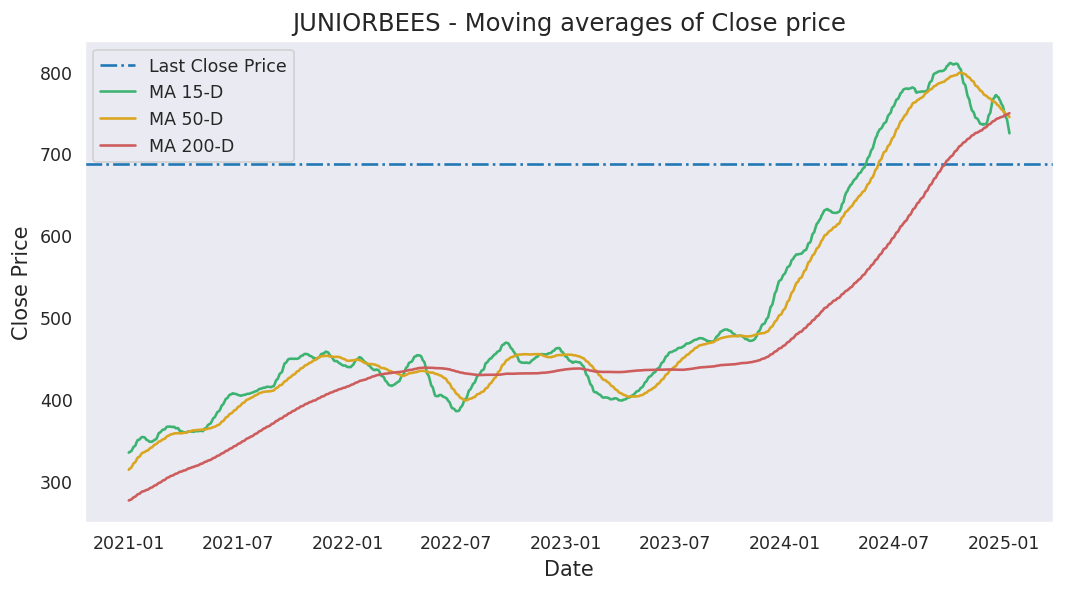 JUNIORBEES - Moving averages of Close price
Last Close Price
MA 15-D
MA 50-D
MA 200-D
Close Price
800
700
600
500
400
300
2021-01 2021-07 2022-01 2022-07 2023-01 2023-07 2024-01 2024-07 2025-01
Date